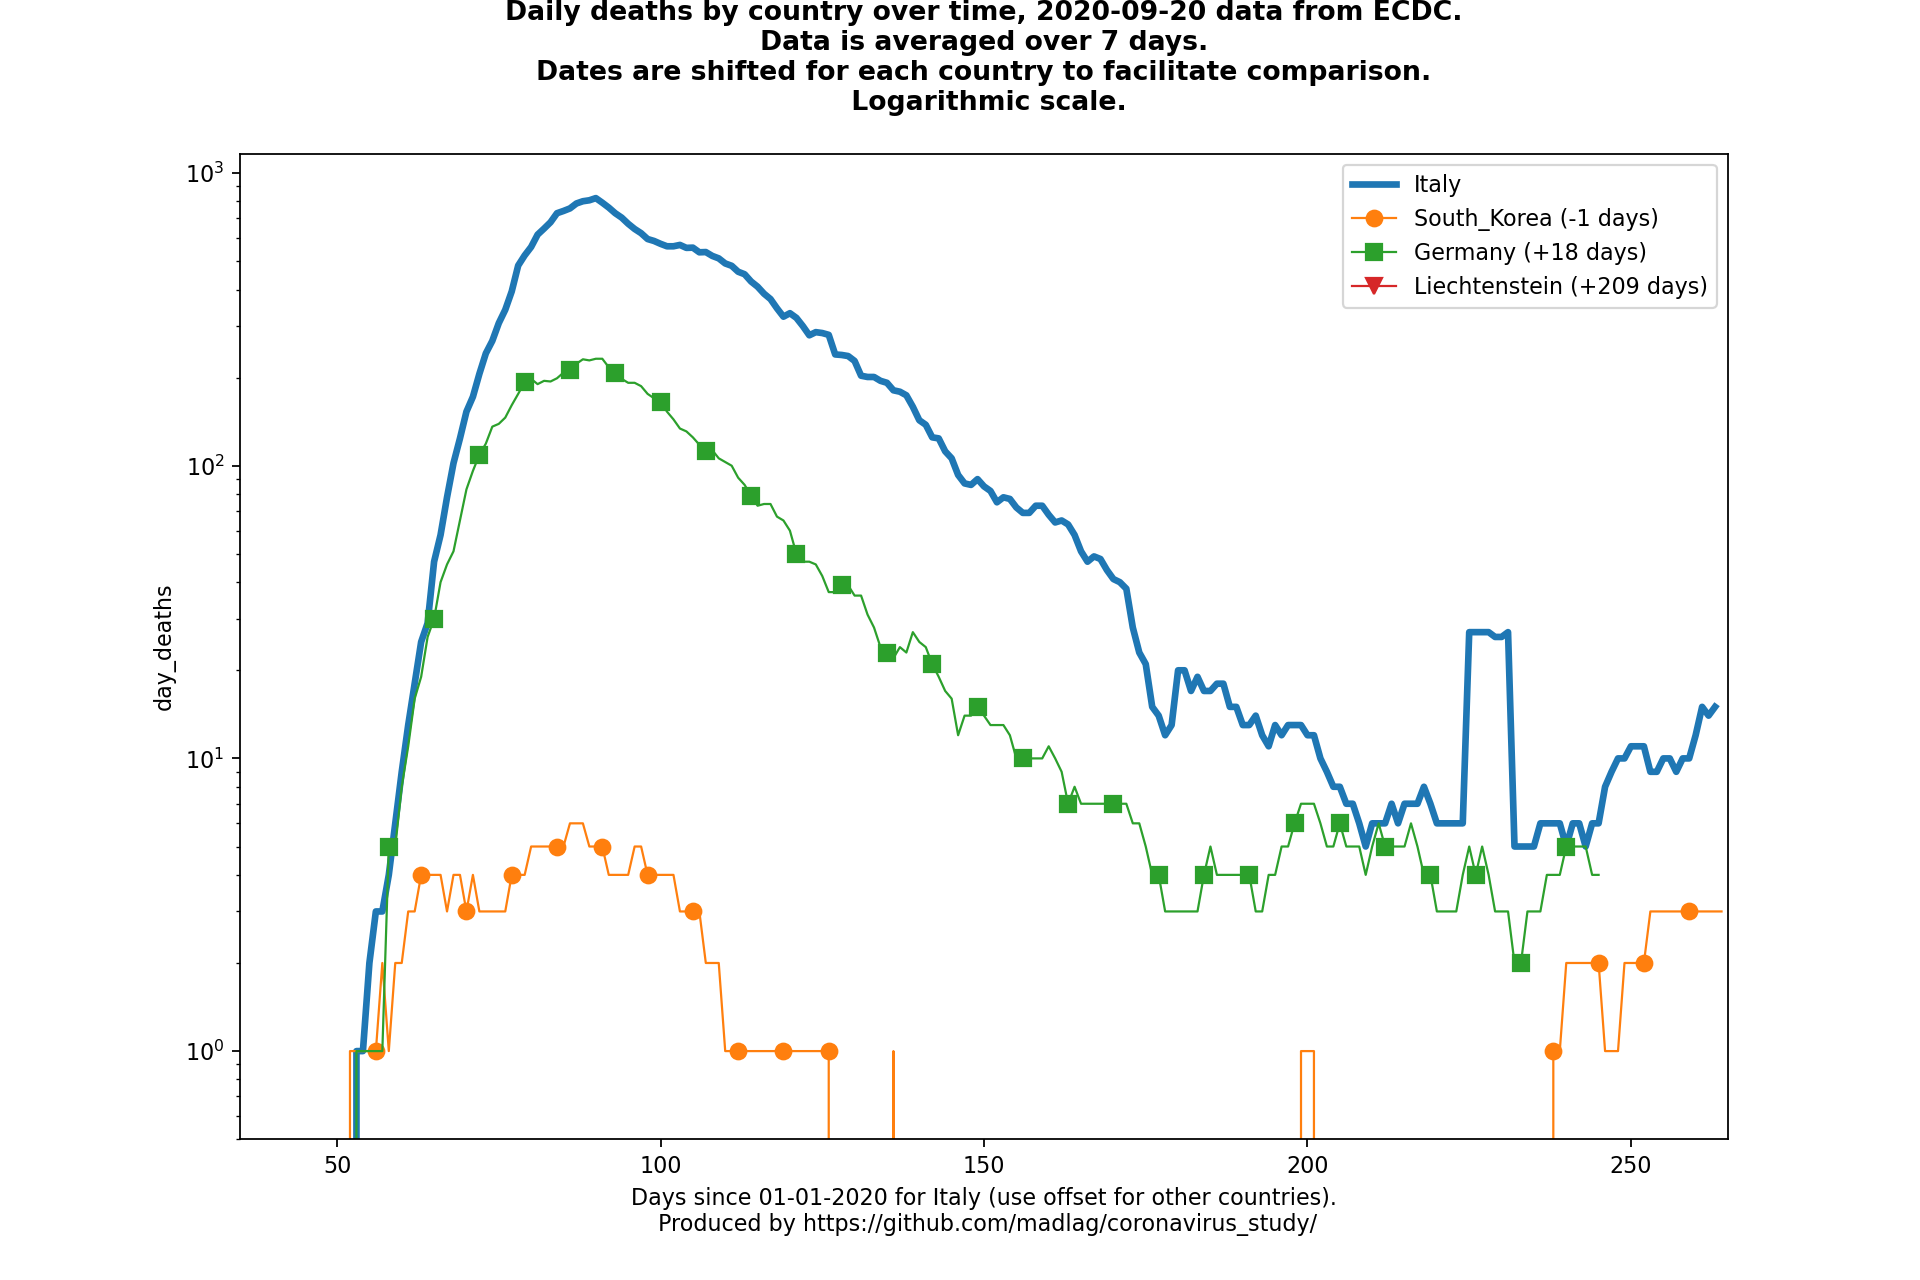 Daily deaths by country over time, 2020-09-20 data from ECDC.
Data is averaged over 7 days.
Dates are shifted for each country to facilitate comparison.
Logarithmic scale.
10³
10²
10¹
10⁰
day_deaths
Italy
South_Korea (-1 days)
Germany (+18 days)
Liechtenstein (+209 days)
50 100 150 200 250
Days since 01-01-2020 for Italy (use offset for other countries).
Produced by https://github.com/madlag/coronavirus_study/